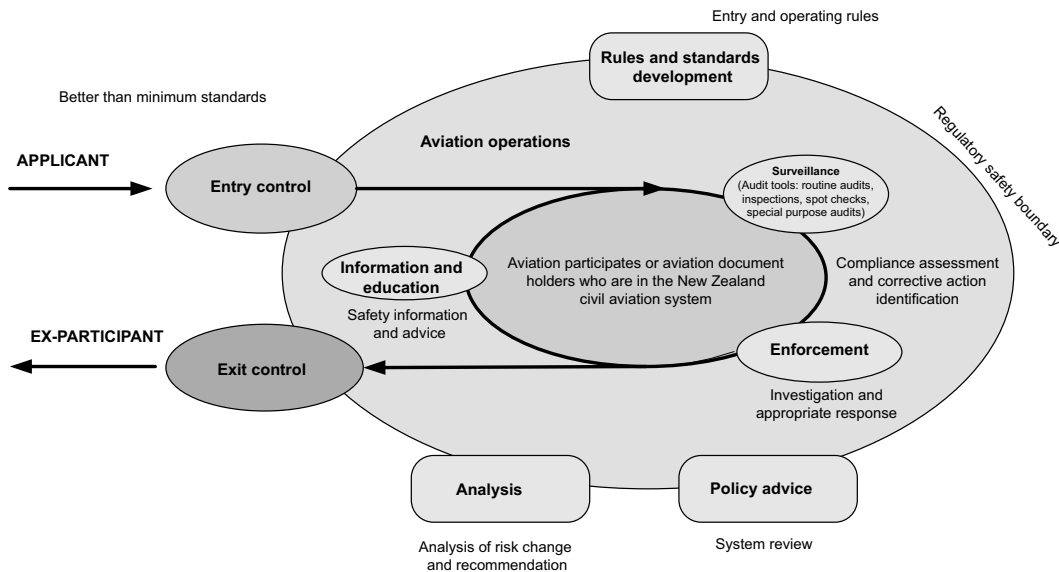 Entry and operating rules
Rules and standards
development
Better than minimum standards
Regulatory safety boundary
APPLICANT
Aviation operations
Entry control
Surveillance
(Audit tools: routine audits,
inspections, spot checks,
special purpose audits)
Information and
education
Safety information
and advice
Aviation participates or aviation document
holders who are in the New Zealand
civil aviation system
Compliance assessment
and corrective action
identification
EX-PARTICIPANT
Exit control
Enforcement
Investigation and
appropriate response
Analysis
Policy advice
Analysis of risk change
and recommendation
System review